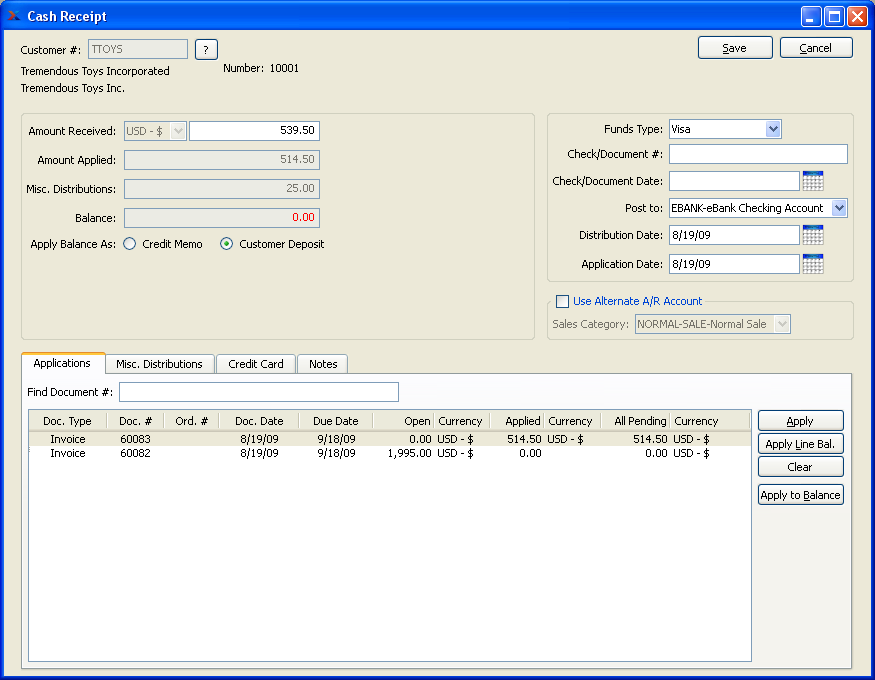 Cash Receipt
Customer #: TTOYS ? Save Cancel
Tremendous Toys Incorporated Number: 10001
Tremendous Toys Inc.
Amount Received: USD - $ 539.50
Amount Applied: 514.50
Misc. Distributions: 25.00
Balance: 0.00
Apply Balance As: Credit Memo Customer Deposit
Funds Type: Visa
Check/Document #:
Check/Document Date:
Post to: EBANK-eBank Checking Account
Distribution Date: 8/19/09
Application Date: 8/19/09
Use Alternate A/R Account
Sales Category: NORMAL-SALE-Normal Sale
Applications Misc. Distributions Credit Card Notes
Find Document #:
Doc. Type Doc. # Ord. # Doc. Date Due Date Open Currency Applied Currency All Pending Currency
Invoice 60083 8/19/09 9/18/09 0.00 USD - $ 514.50 USD - $ 514.50 USD - $
Invoice 60082 8/19/09 9/18/09 1,995.00 USD - $ 0.00 0.00 USD - $
Apply
Apply Line Bal.
Clear
Apply to Balance